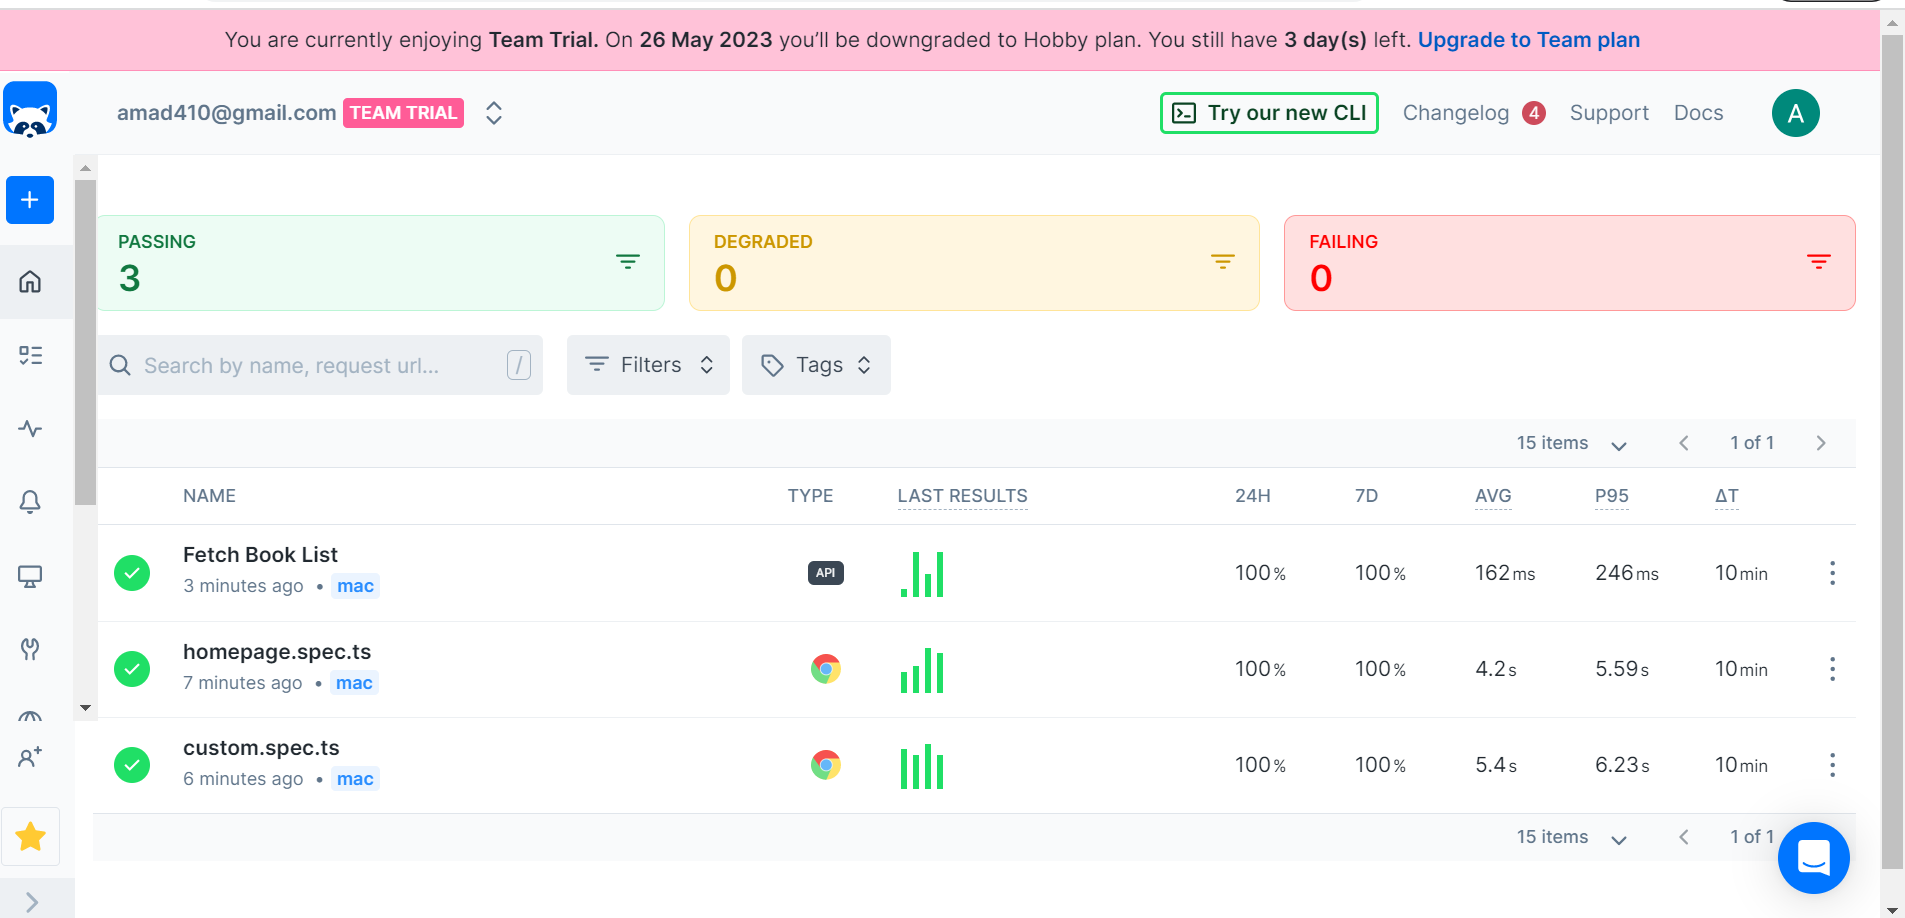 You are currently enjoying Team Trial. On 26 May 2023 you'll be downgraded to Hobby plan. You still have 3 day(s) left. Upgrade to Team plan
amad410@gmail.com TEAM TRIAL Try our new CLI Changelog 4 Support Docs A
PASSING DEGRADED FAILING
3 0 0
Search by name, request url... / Filters Tags
15 items 1 of 1
NAME TYPE LAST RESULTS 24H 7D AVG P95 ΔT
Fetch Book List
3 minutes ago • mac API 100% 100% 162ms 246ms 10min
homepage.spec.ts
7 minutes ago • mac 100% 100% 4.2s 5.59s 10min
custom.spec.ts
6 minutes ago • mac 100% 100% 5.4s 6.23s 10min
15 items 1 of 1